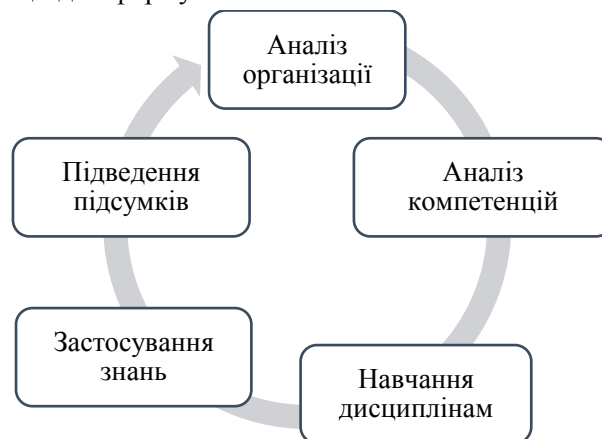 Аналіз
організації
Аналіз
компетенцій
Навчання
дисциплінам
Застосування
знань
Підведення
підсумків